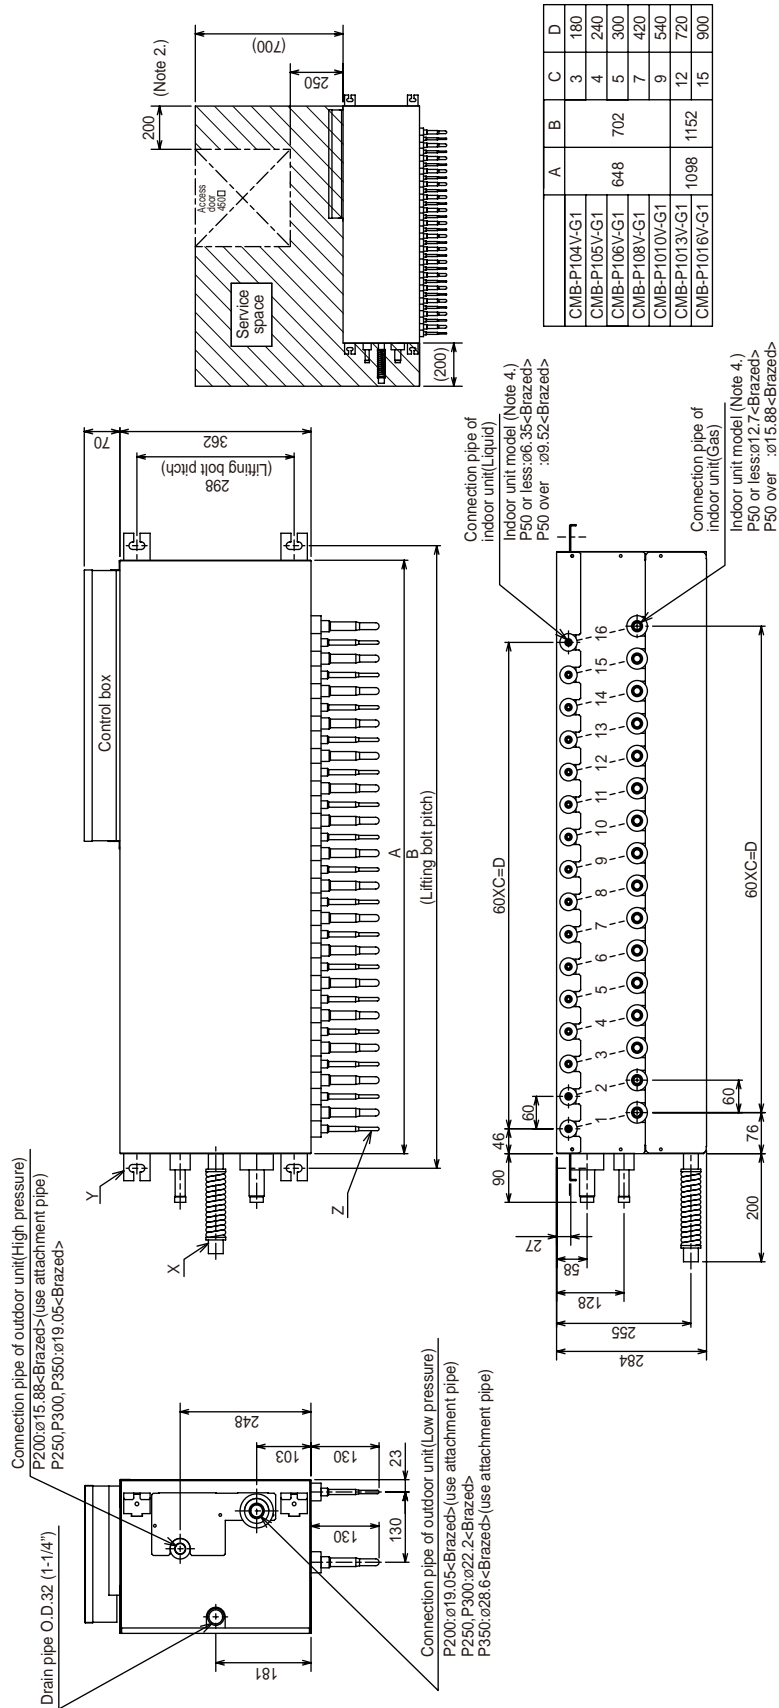 Connection pipe of outdoor unit(High pressure)
P200:ø15.88<Brazed>(use attachment pipe)
P250,P300,P350:ø19.05<Brazed>
Drain pipe O.D.32 (1-1/4")
181
248
103
130
130
130
23
Connection pipe of outdoor unit(Low pressure)
P200:ø19.05<Brazed>(use attachment pipe)
P250, P300:ø22.2<Brazed>
P350:ø28.6<Brazed>(use attachment pipe)
Control box
70
362
298
(Lifting bolt pitch)
A
B
(Lifting bolt pitch)
X
Y
Z
200
(Note 2.)
(700)
250
Access
door
450□
Service
space
(200)
90
46
60
60XC=D
27
58
128
255
284
1 2 3 4 5 6 7 8 9 10 11 12 13 14 15 16
60
200
76
60XC=D
Connection pipe of
indoor unit(Liquid)
Indoor unit model (Note 4.)
P50 or less:ø6.35<Brazed>
P50 over :ø9.52<Brazed>
Connection pipe of
indoor unit(Gas)
Indoor unit model (Note 4.)
P50 or less:ø12.7<Brazed>
P50 over :ø15.88<Brazed>
A B C D
CMB-P104V-G1 648 702 3 180
CMB-P105V-G1 4 240
CMB-P106V-G1 5 300
CMB-P108V-G1 7 420
CMB-P1010V-G1 9 540
CMB-P1013V-G1 1098 1152 12 720
CMB-P1016V-G1 15 900